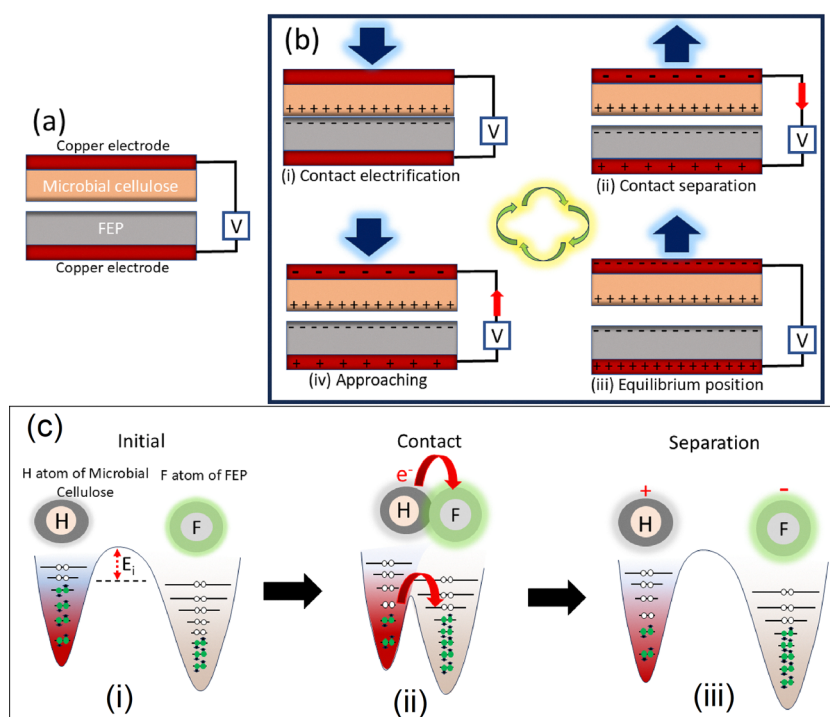 (a)
Copper electrode
Microbial cellulose
FEP
V
Copper electrode
(b)
+ + + + + + + + + + + +
- - - - - - - - - - - -
V
(i) Contact electrification
- - - - - - -
+ + + + + + + + + + + +
- - - - - - - - - - - -
V
+ + + + + +
(ii) Contact separation
- - - - - - -
+ + + + + + + + + + + +
- - - - - - - - - - - -
V
+ + + + + + +
(iv) Approaching
- - - - - - - - - - - -
+ + + + + + + + + + + +
- - - - - - - - - - - -
V
+ + + + + + + + + + + +
(iii) Equilibrium position
(c)
Initial
H atom of Microbial
Cellulose
F atom of FEP
H
F
Ei
(i)
Contact
e-
H
F
(ii)
Separation
+
-
H
F
(iii)